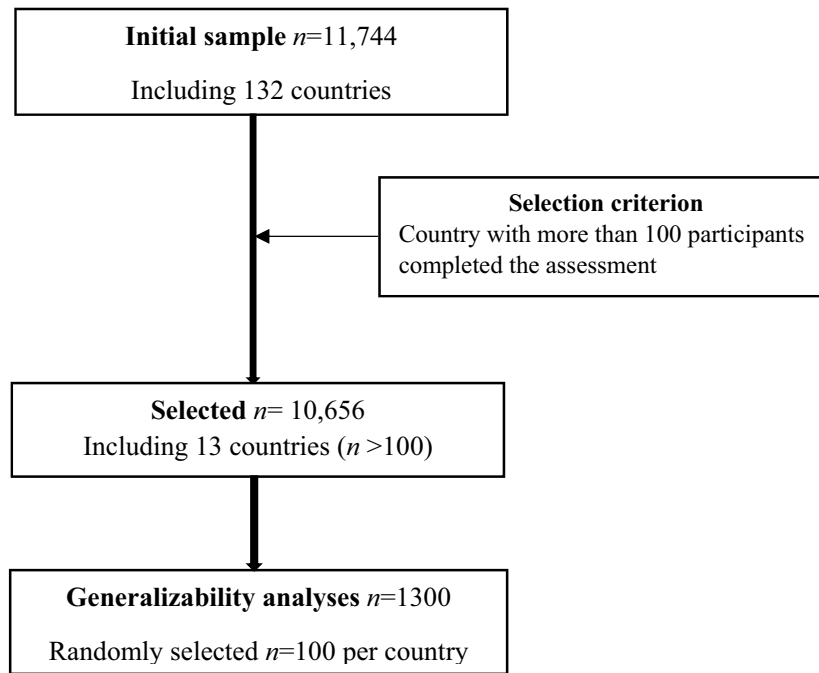 Initial sample n=11,744
Including 132 countries
Selection criterion
Country with more than 100 participants
completed the assessment
Selected n= 10,656
Including 13 countries (n >100)
Generalizability analyses n=1300
Randomly selected n=100 per country